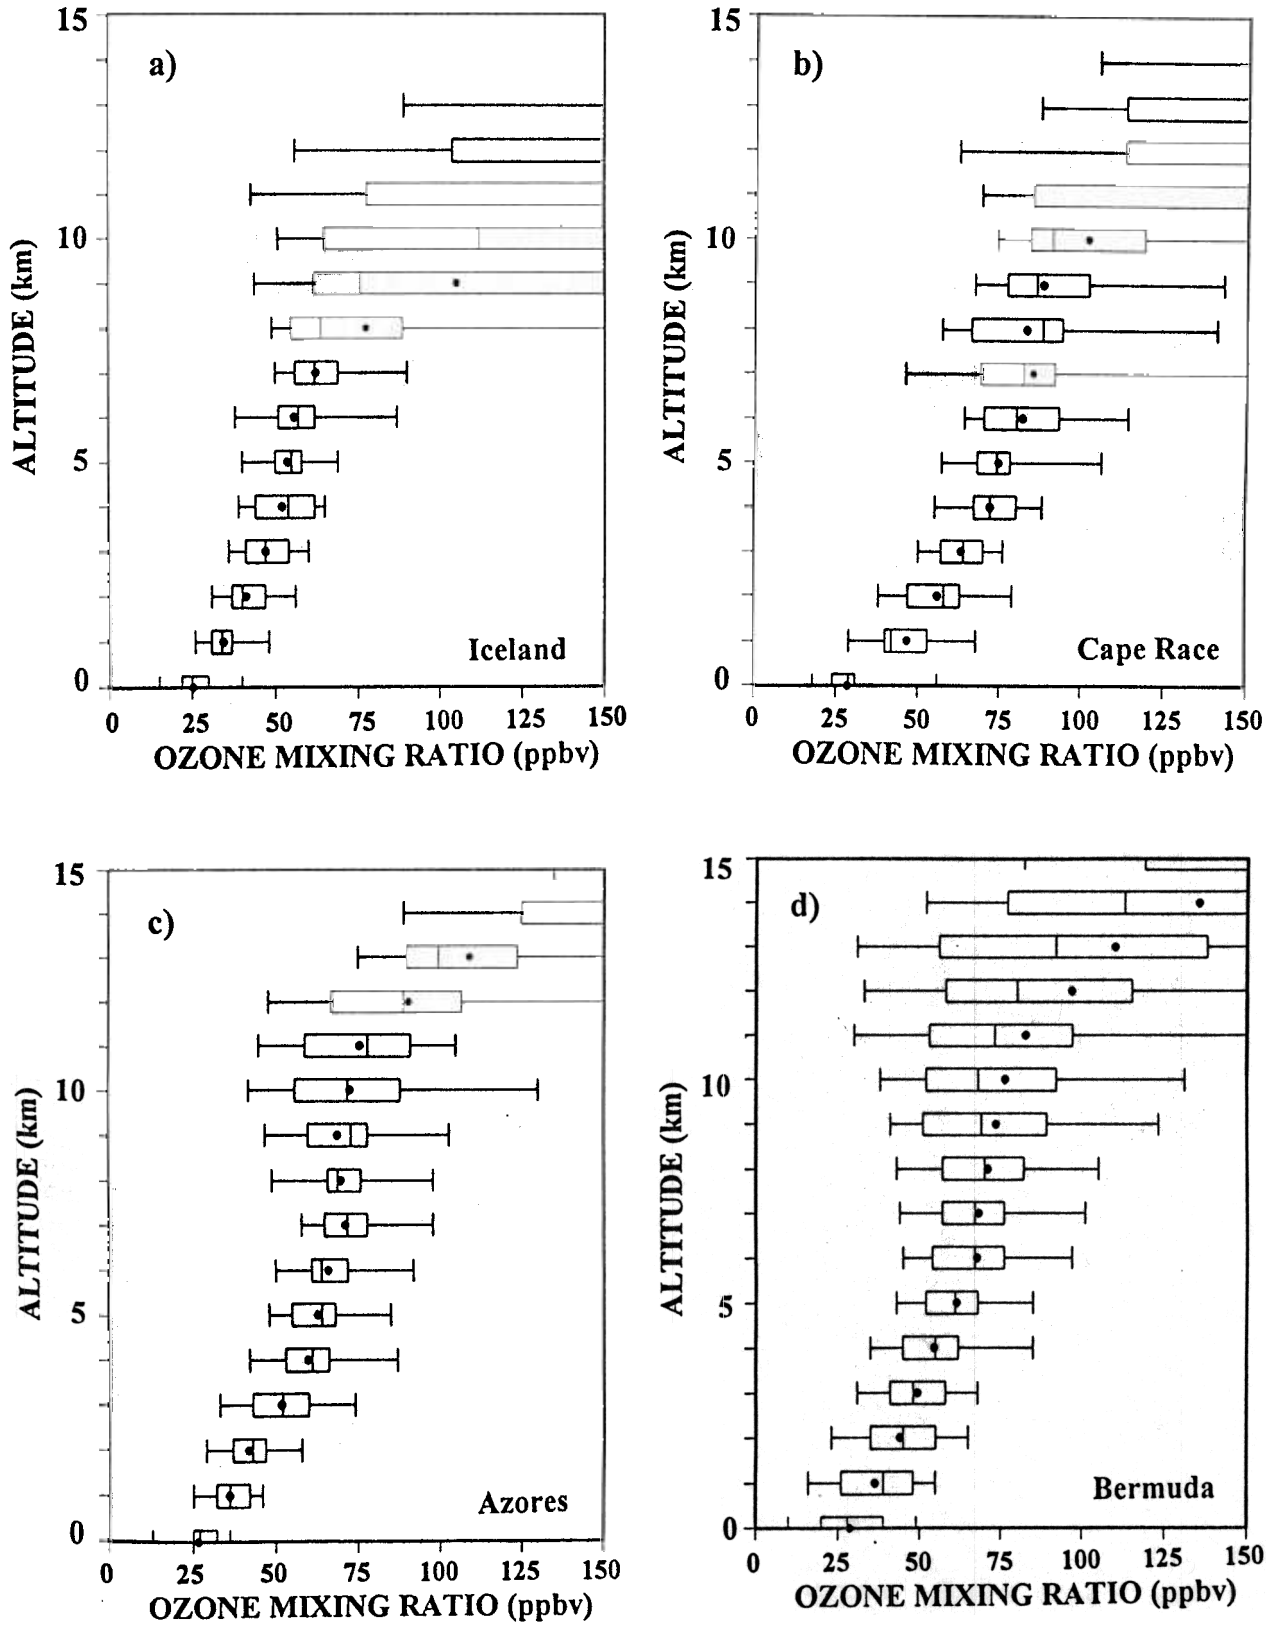 15
a)
10
ALTITUDE (km)
5
Iceland
0
0 25 50 75 100 125 150
OZONE MIXING RATIO (ppbv)
15
b)
10
ALTITUDE (km)
5
Cape Race
0
0 25 50 75 100 125 150
OZONE MIXING RATIO (ppbv)
15
c)
10
ALTITUDE (km)
5
Azores
0
0 25 50 75 100 125 150
OZONE MIXING RATIO (ppbv)
15
d)
10
ALTITUDE (km)
5
Bermuda
0
0 25 50 75 100 125 150
OZONE MIXING RATIO (ppbv)